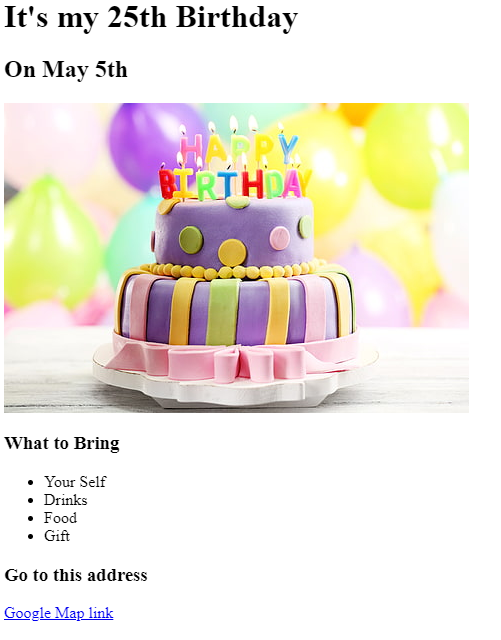 It's my 25th Birthday
On May 5th
HAPPY
BIRTHDAY
What to Bring
Your Self
Drinks
Food
Gift
Go to this address
Google Map link